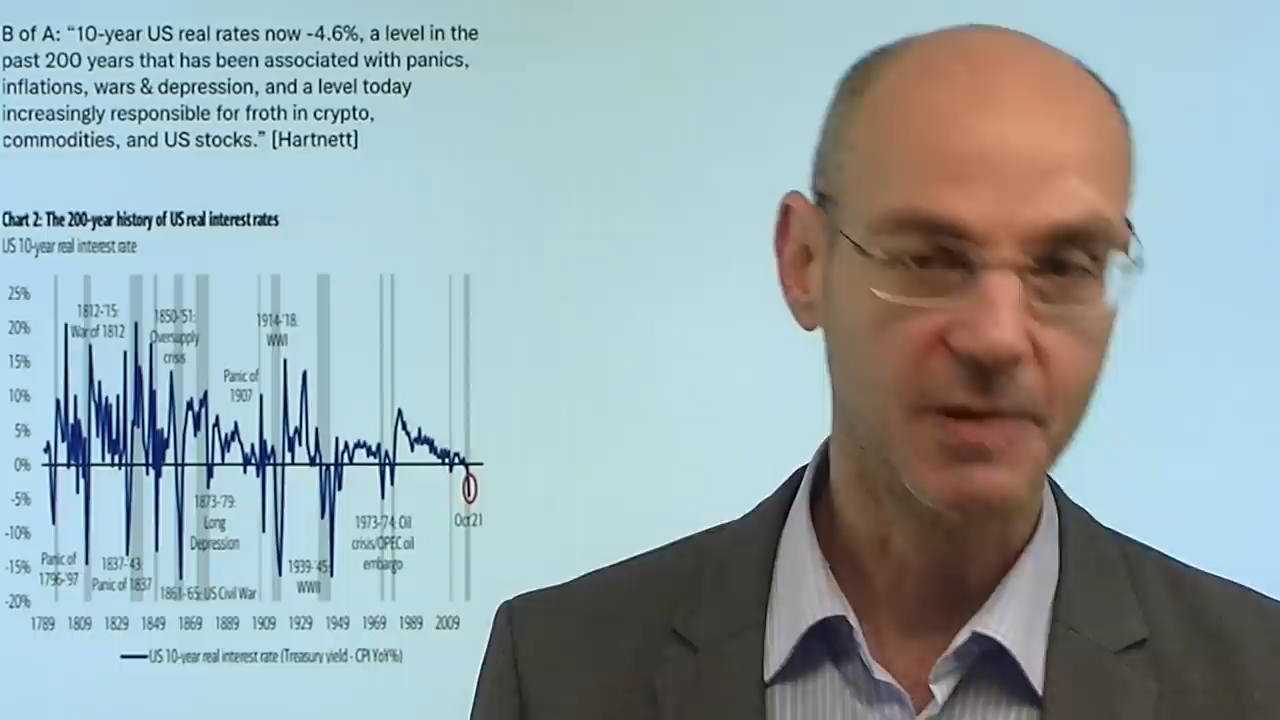 B of A: “10-year US real rates now -4.6%, a level in the
past 200 years that has been associated with panics,
inflations, wars & depression, and a level today
increasingly responsible for froth in crypto,
commodities, and US stocks.” [Hartnett]
Chart 2: The 200-year history of US real interest rates
US 10-year real interest rate
25%
20%
15%
10%
5%
0%
-5%
-10%
-15%
-20%
1812-'15:
War of 1812
1850-'51:
Oversupply
crisis
1914-'18:
WWI
Panic of
1907
1873-'79:
Long
Depression
1973-'74: Oil
crisis/OPEC oil
embargo
Oct'21
Panic of
1796-'97
1837-'43:
Panic of 1837
1861-'65: US Civil War
1939-'45:
WWII
1789 1809 1829 1849 1869 1889 1909 1929 1949 1969 1989 2009
US 10-year real interest rate (Treasury yield - CPI YoY%)